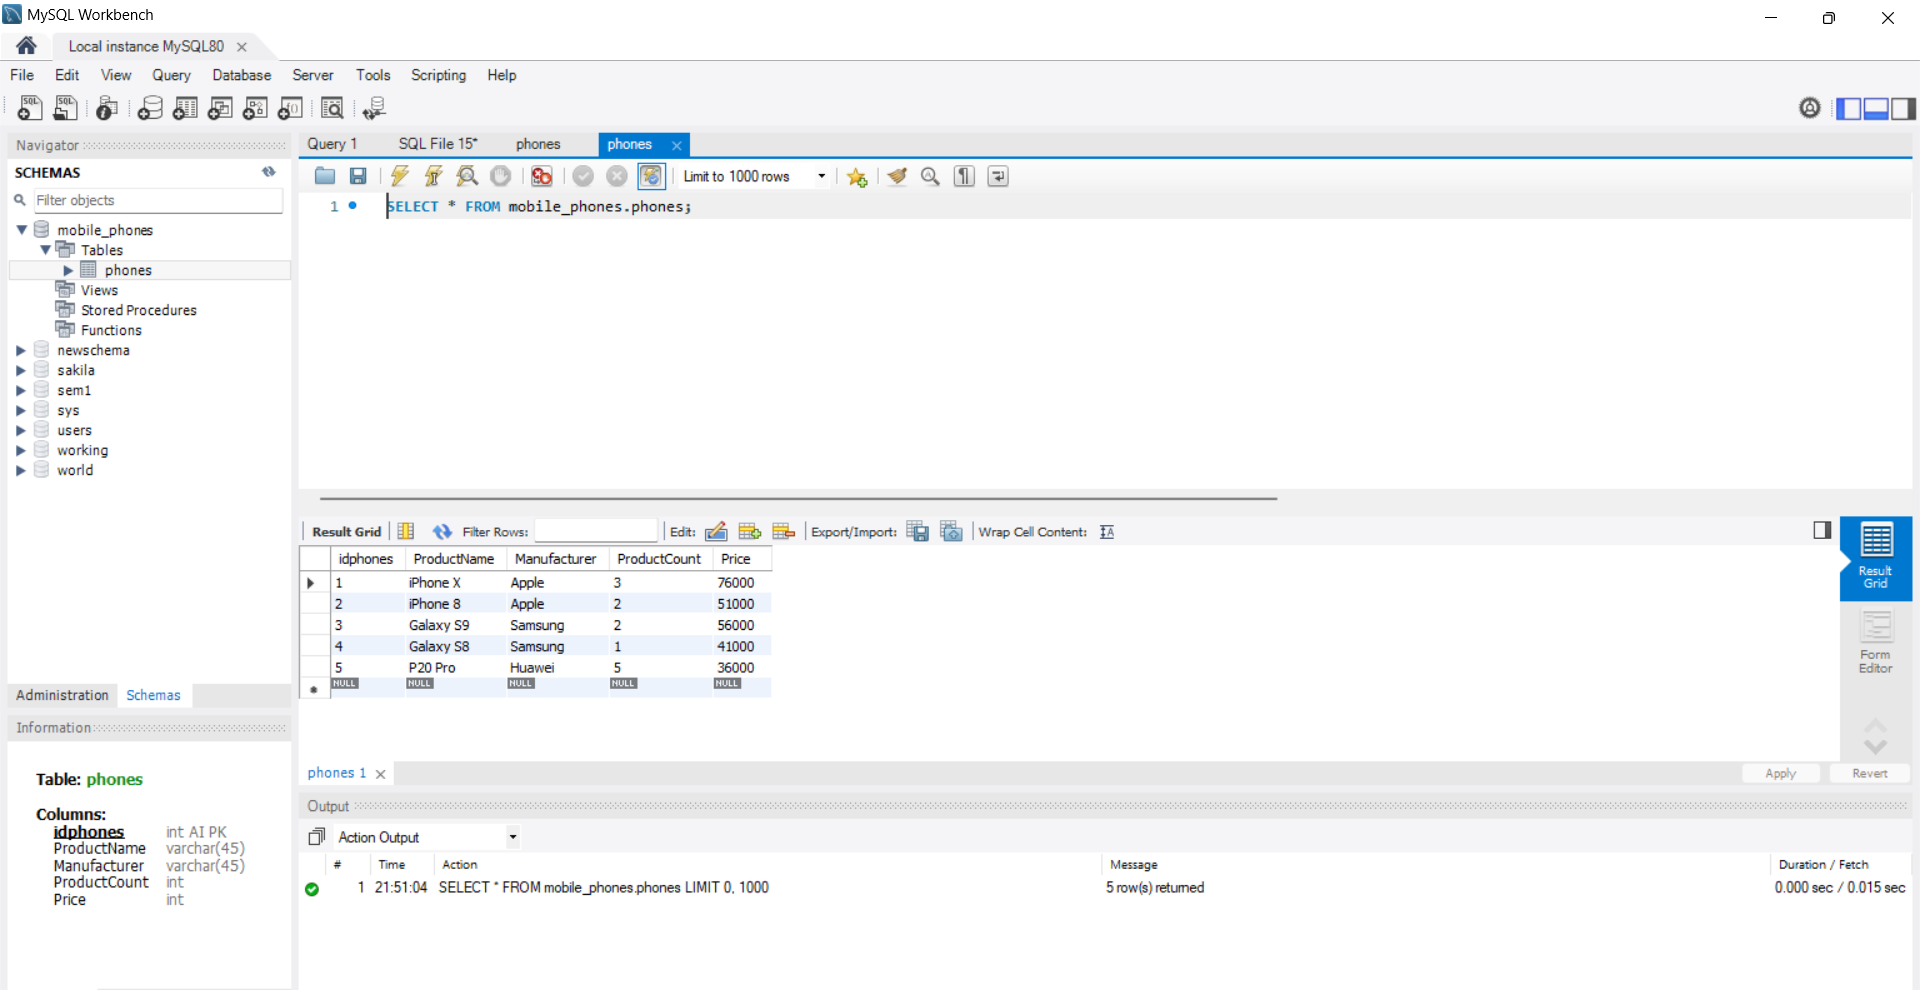 MySQL Workbench
Local instance MySQL80
File Edit View Query Database Server Tools Scripting Help
Navigator
SCHEMAS
Filter objects
mobile_phones
Tables
phones
Views
Stored Procedures
Functions
newschema
sakila
sem1
sys
users
working
world
Administration Schemas
Information
Table: phones
Columns:
idphones int AI PK
ProductName varchar(45)
Manufacturer varchar(45)
ProductCount int
Price int
Query 1 SQL File 15* phones phones
Limit to 1000 rows
1 SELECT * FROM mobile_phones.phones;
Result Grid Filter Rows: Edit: Export/Import: Wrap Cell Content:
idphones ProductName Manufacturer ProductCount Price
1 iPhone X Apple 3 76000
2 iPhone 8 Apple 2 51000
3 Galaxy S9 Samsung 2 56000
4 Galaxy S8 Samsung 1 41000
5 P20 Pro Huawei 5 36000
NULL NULL NULL NULL NULL
Result
Grid
Form
Editor
phones 1
Apply Revert
Output
Action Output
# Time Action Message Duration / Fetch
1 21:51:04 SELECT * FROM mobile_phones.phones LIMIT 0, 1000 5 row(s) returned 0.000 sec / 0.015 sec